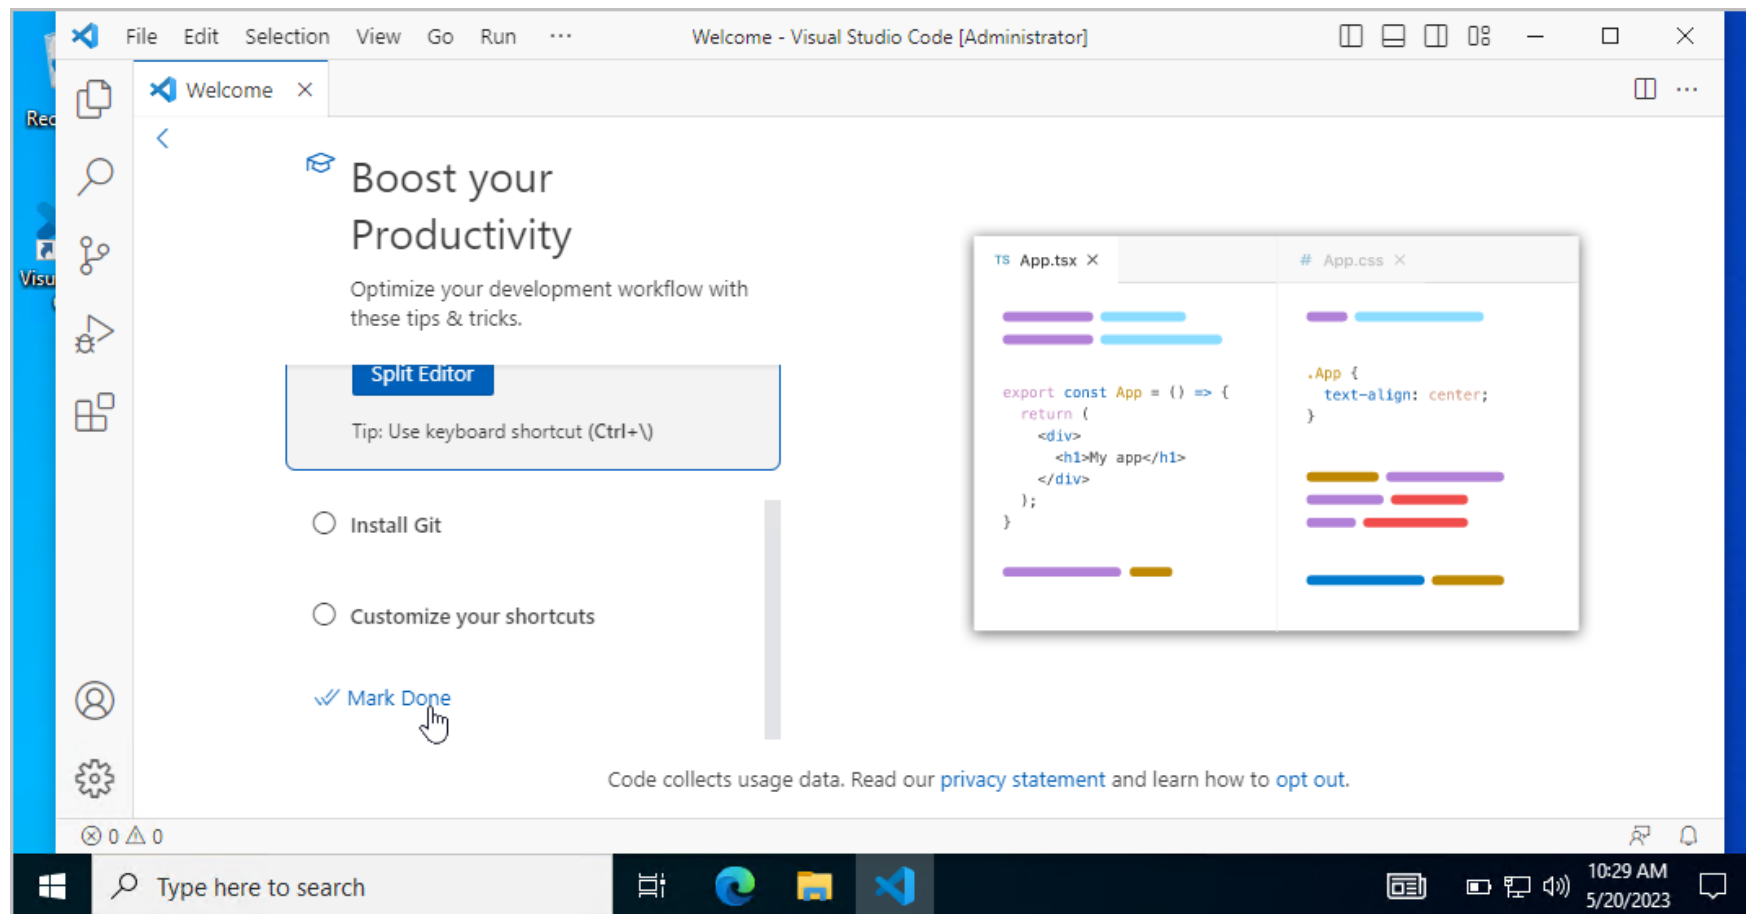 File Edit Selection View Go Run ··· Welcome - Visual Studio Code [Administrator]
Welcome
Boost your
Productivity
Optimize your development workflow with
these tips & tricks.
Split Editor
Tip: Use keyboard shortcut (Ctrl+\)
Install Git
Customize your shortcuts
Mark Done
TS App.tsx
# App.css
export const App = () => {
return (
<div>
<h1>My app</h1>
</div>
);
}
.App {
text-align: center;
}
Code collects usage data. Read our privacy statement and learn how to opt out.
0 0
Rec
Visu
Type here to search
10:29 AM
5/20/2023